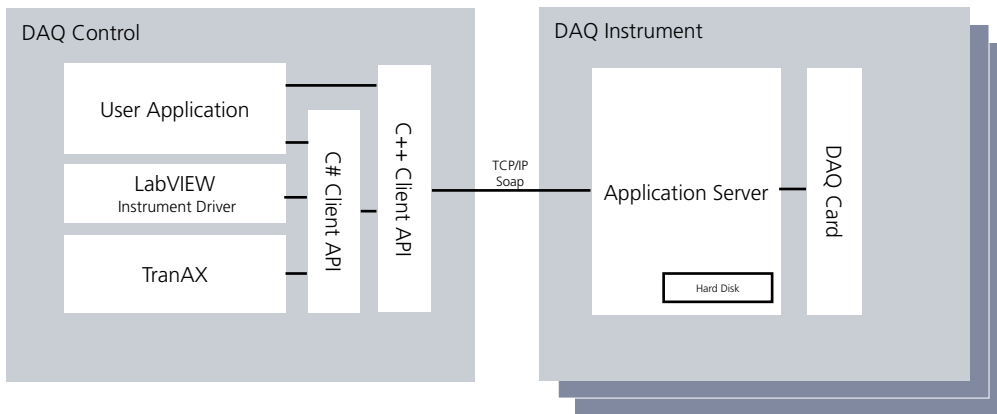 DAQ Control
User Application
LabVIEW
Instrument Driver
TranAX
C# Client API
C++ Client API
TCP/IP
Soap
DAQ Instrument
Application Server
Hard Disk
DAQ Card